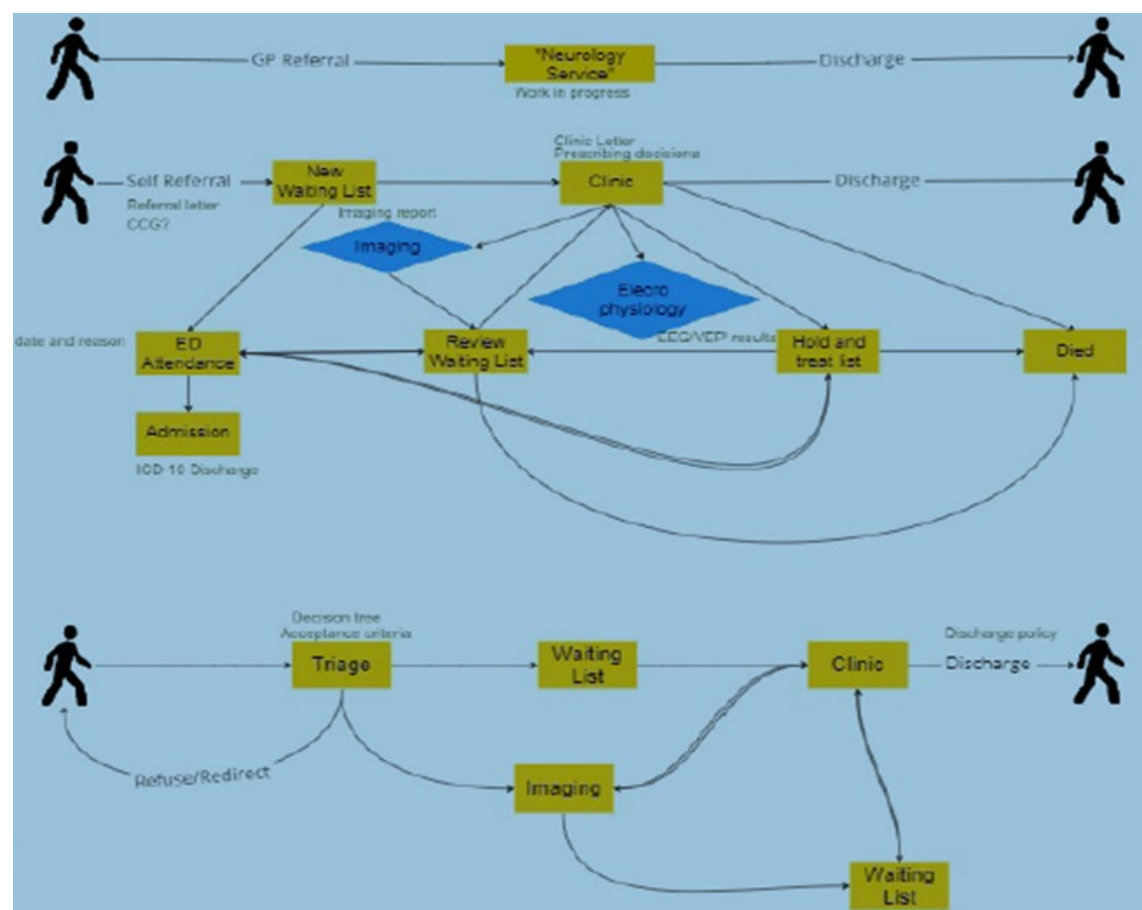 GP Referral
"Neurology
Service"
Discharge
Work in progress
Clinic Letter
Prescribing decisions
Self Referral
New
Waiting List
Clinic
Discharge
Referral letter
CCG?
Imaging report
Imaging
Elecro
physiology
date and reason
ED
Attendance
Review
Waiting List
EEG/VEP' results
Hold and
treat list
Died
Admission
ICD-10 Discharge
Decision tree
Acceptance criteria
Triage
Waiting
List
Clinic
Discharge policy
Discharge
Refuse/Redirect
Imaging
Waiting
List